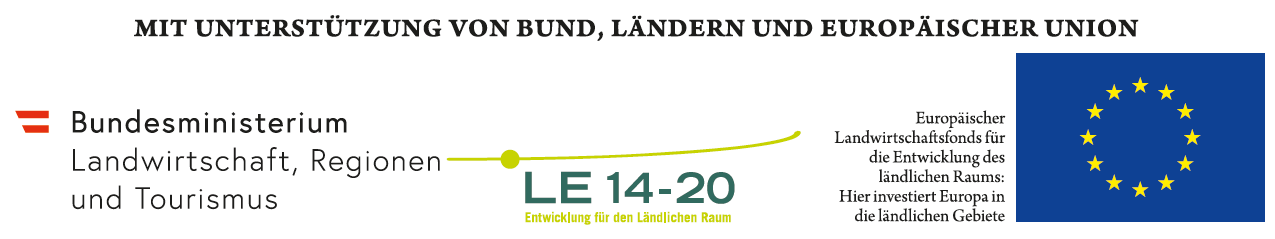 MIT UNTERSTÜTZUNG VON BUND, LÄNDERN UND EUROPÄISCHER UNION
Bundesministerium
Landwirtschaft, Regionen
und Tourismus
LE 14-20
Entwicklung für den Ländlichen Raum
Europäischer
Landwirtschaftsfonds für
die Entwicklung des
ländlichen Raums:
Hier investiert Europa in
die ländlichen Gebiete